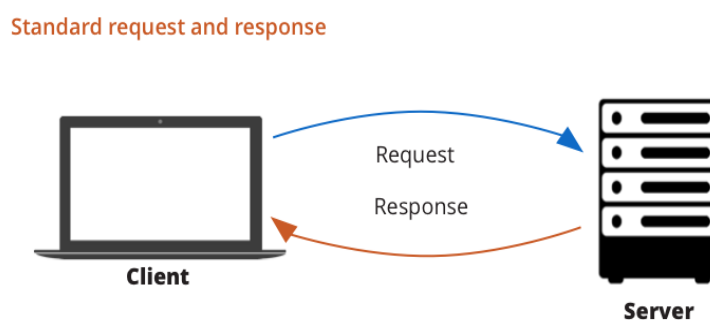 Standard request and response
Request
Response
Client
Server